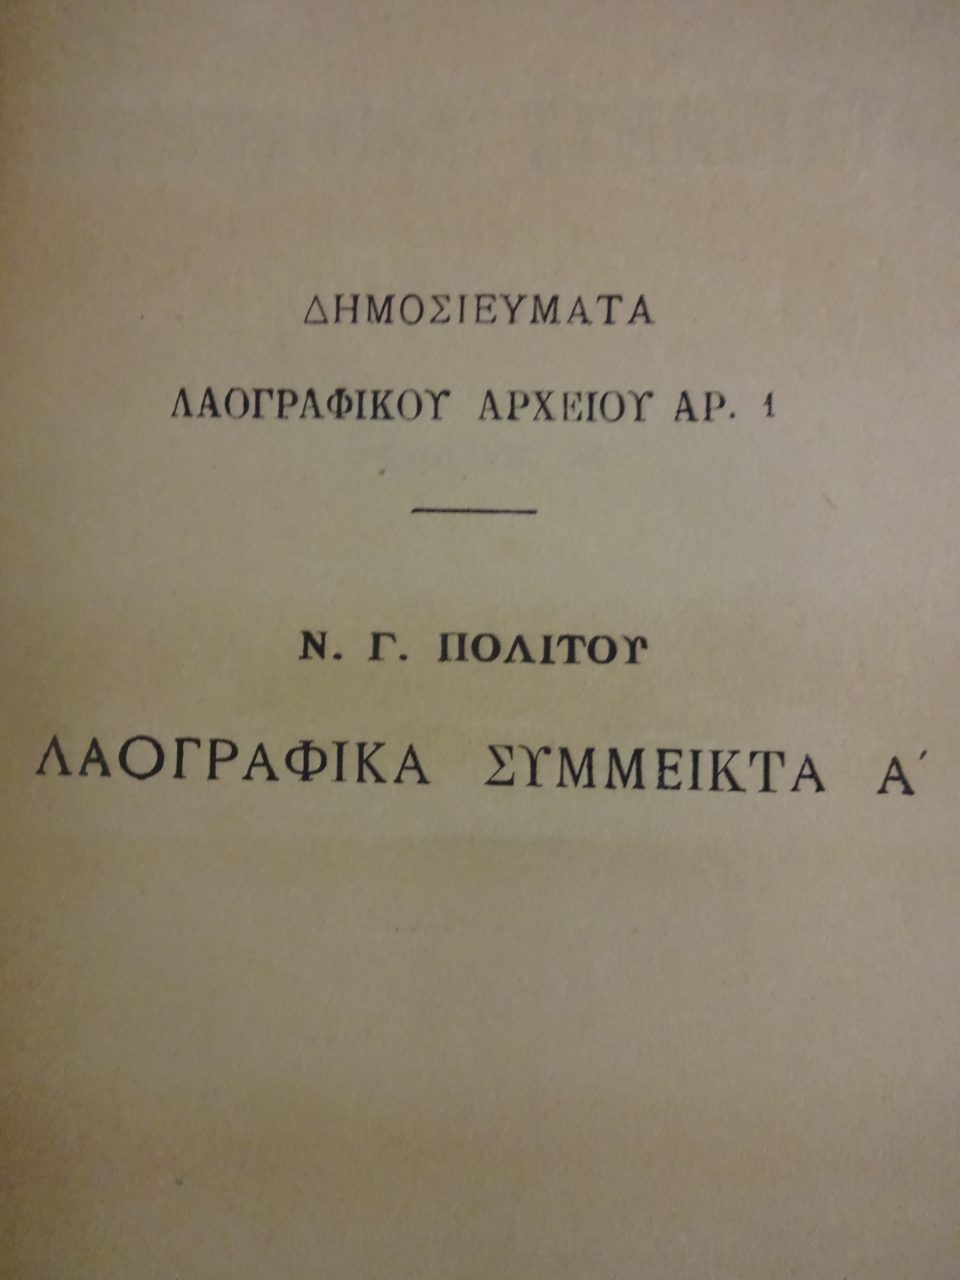 ΔΗΜΟΣΙΕΥΜΑΤΑ
ΛΑΟΓΡΑΦΙΚΟΥ ΑΡΧΕΙΟΥ ΑΡ. 1
Ν. Γ. ΠΟΛΙΤΟΥ
ΛΑΟΓΡΑΦΙΚΑ ΣΥΜΜΕΙΚΤΑ Α΄